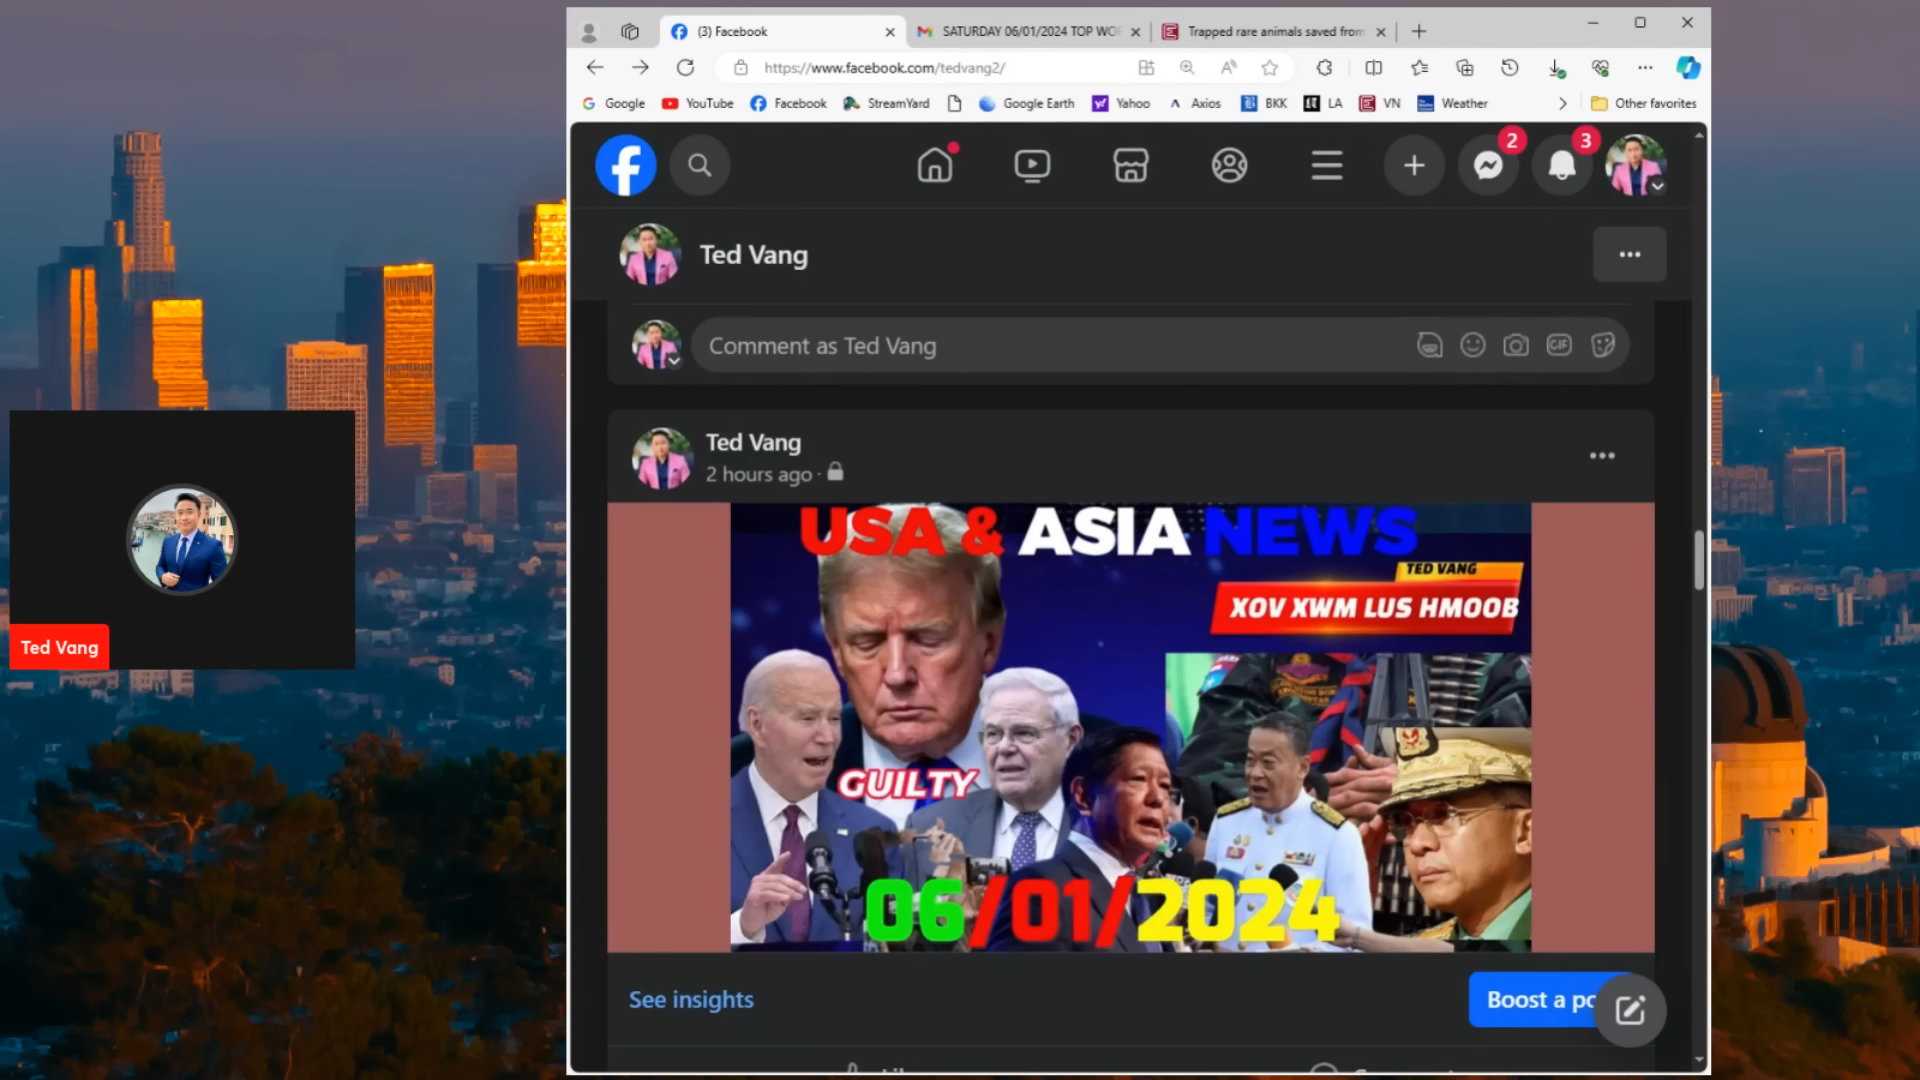 (3) Facebook
SATURDAY 06/01/2024 TOP WO
Trapped rare animals saved from
https://www.facebook.com/tedvang2/
Google YouTube Facebook StreamYard Google Earth Yahoo Axios BKK LA VN Weather Other favorites
2
3
Ted Vang
Comment as Ted Vang
GIF
Ted Vang
2 hours ago ·
USA & ASIA NEWS
TED VANG
XOV XWM LUS HMOOB
GUILTY
06/01/2024
See insights
Boost a po
Ted Vang